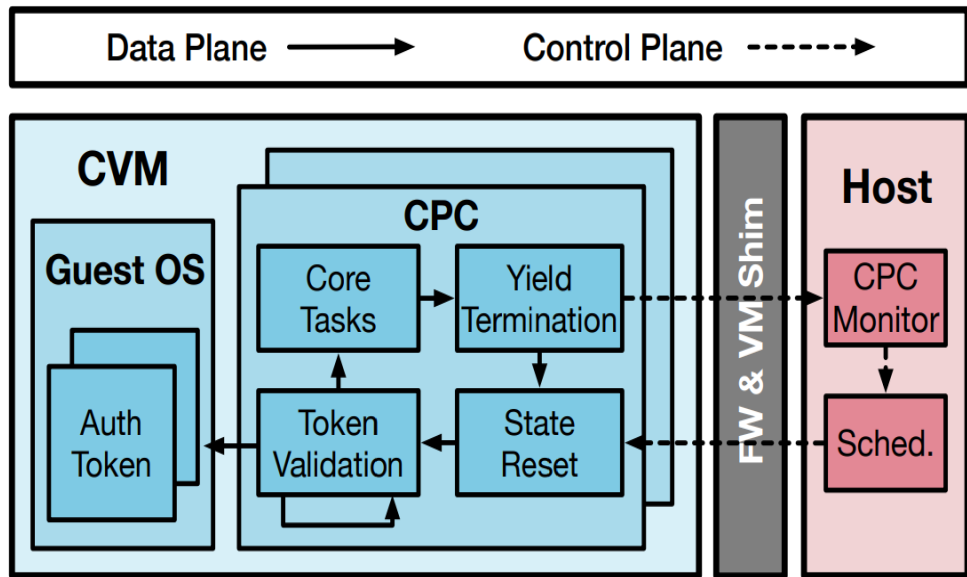 Data Plane
Control Plane
CVM
Guest OS
Auth
Token
CPC
Core
Tasks
Yield
Termination
Token
Validation
State
Reset
FW & VM Shim
Host
CPC
Monitor
Sched.